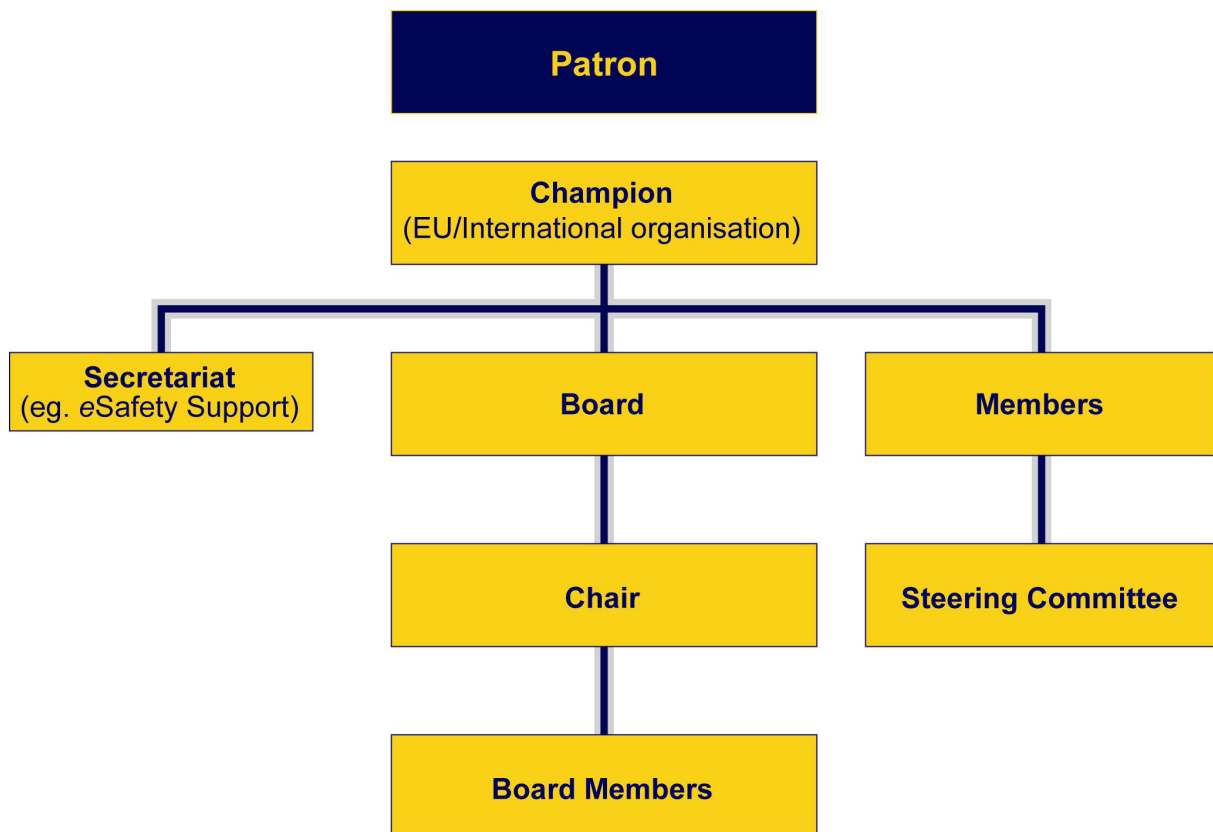 Patron
Champion
(EU/International organisation)
Secretariat
(eg. eSafety Support)
Board
Members
Chair
Steering Committee
Board Members